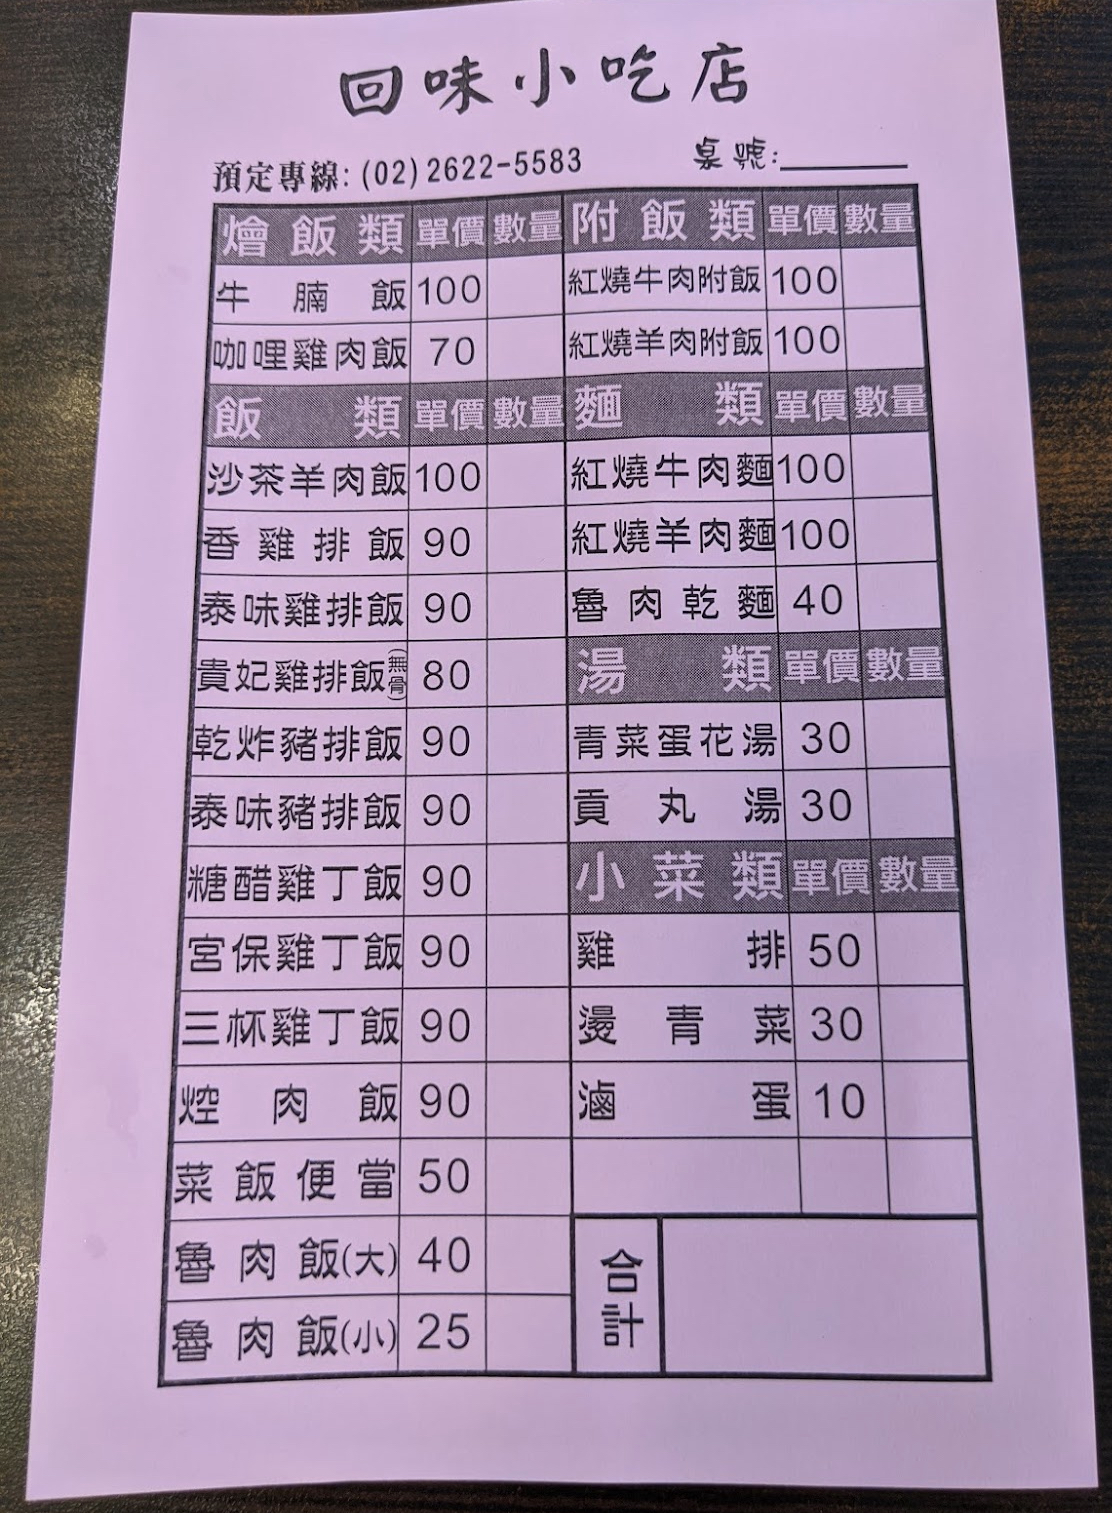 回味小吃店
預定專線:(02)2622-5583 桌號:
燴飯類 單價 數量
牛腩飯 100
咖哩雞肉飯 70
飯類 單價 數量
沙茶羊肉飯 100
香雞排飯 90
泰味雞排飯 90
貴妃雞排飯(無骨) 80
乾炸豬排飯 90
泰味豬排飯 90
糖醋雞丁飯 90
宮保雞丁飯 90
三杯雞丁飯 90
焢肉飯 90
菜飯便當 50
魯肉飯(大) 40
魯肉飯(小) 25
附飯類 單價 數量
紅燒牛肉附飯 100
紅燒羊肉附飯 100
麵類 單價 數量
紅燒牛肉麵 100
紅燒羊肉麵 100
魯肉乾麵 40
湯類 單價 數量
青菜蛋花湯 30
貢丸湯 30
小菜類 單價 數量
雞排 50
燙青菜 30
滷蛋 10
合計